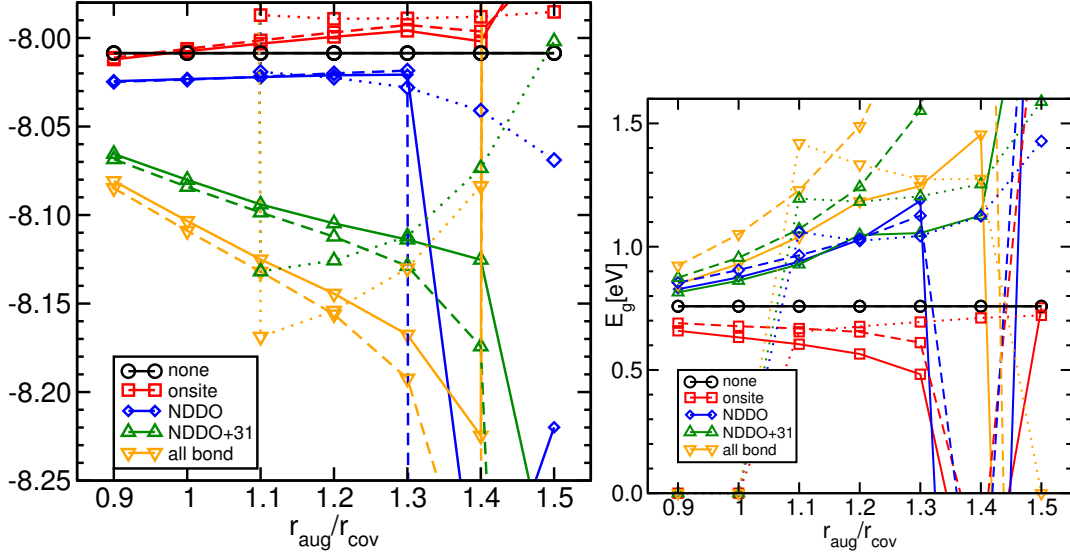 -8.00
-8.05
-8.10
-8.15
-8.20
-8.25
none
onsite
NDDO
NDDO+31
all bond
0.9 1 1.1 1.2 1.3 1.4 1.5
r_aug/r_cov
E_g[eV]
1.5
1.0
0.5
0.0
none
onsite
NDDO
NDDO+31
all bond
0.9 1 1.1 1.2 1.3 1.4 1.5
r_aug/r_cov